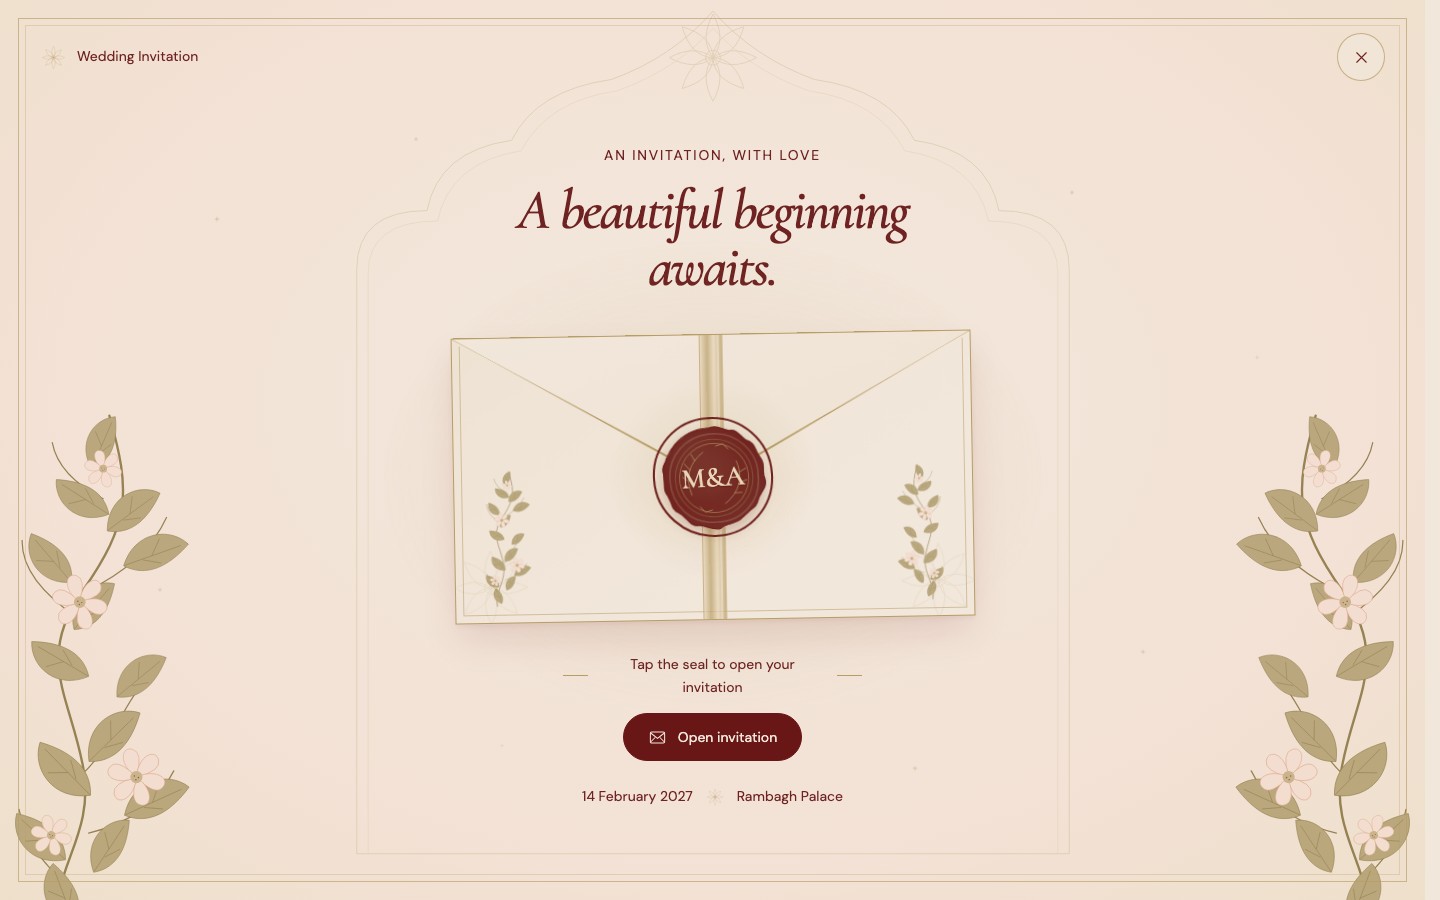 Wedding Invitation
AN INVITATION, WITH LOVE
A beautiful beginning
awaits.
M&A
Tap the seal to open your
invitation
Open invitation
14 February 2027 Rambagh Palace